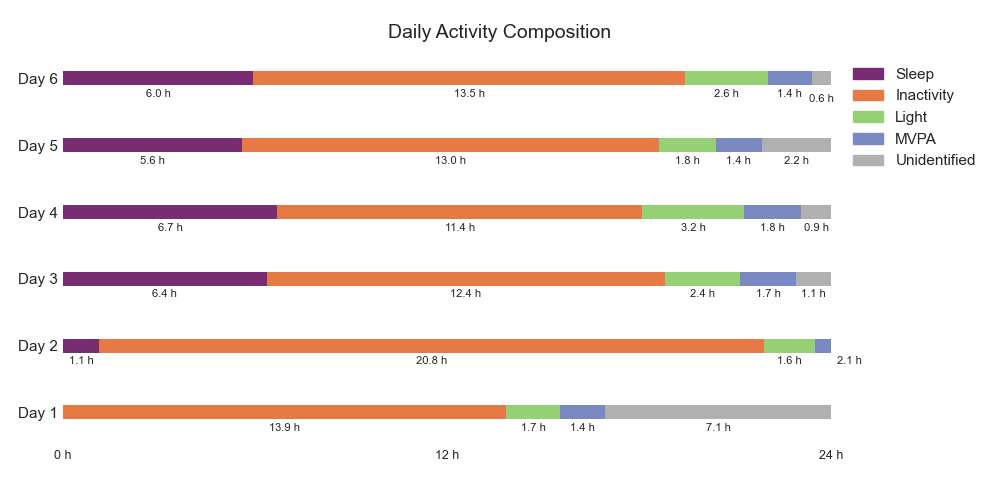 Daily Activity Composition
Day 6
6.0 h 13.5 h 2.6 h 1.4 h 0.6 h
Day 5
5.6 h 13.0 h 1.8 h 1.4 h 2.2 h
Day 4
6.7 h 11.4 h 3.2 h 1.8 h 0.9 h
Day 3
6.4 h 12.4 h 2.4 h 1.7 h 1.1 h
Day 2
1.1 h 20.8 h 1.6 h 2.1 h
Day 1
13.9 h 1.7 h 1.4 h 7.1 h
0 h 12 h 24 h
Sleep
Inactivity
Light
MVPA
Unidentified